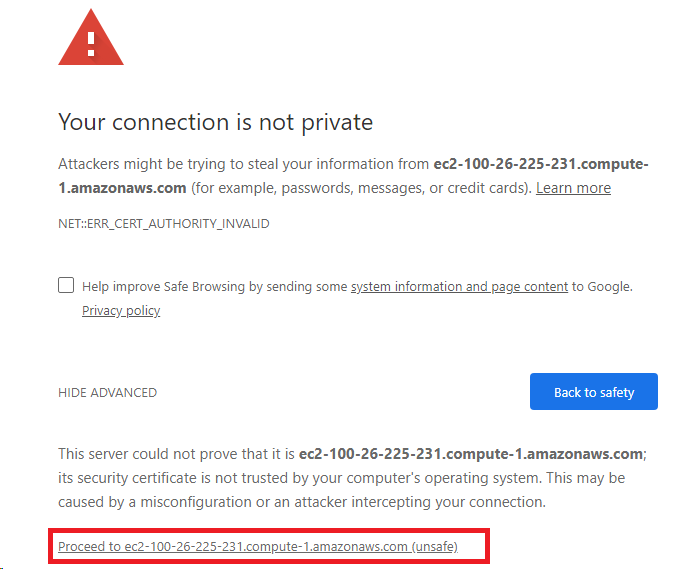 Your connection is not private
Attackers might be trying to steal your information from ec2-100-26-225-231.compute-
1.amazonaws.com (for example, passwords, messages, or credit cards). Learn more
NET::ERR_CERT_AUTHORITY_INVALID
Help improve Safe Browsing by sending some system information and page content to Google.
Privacy policy
HIDE ADVANCED
Back to safety
This server could not prove that it is ec2-100-26-225-231.compute-1.amazonaws.com;
its security certificate is not trusted by your computer's operating system. This may be
caused by a misconfiguration or an attacker intercepting your connection.
Proceed to ec2-100-26-225-231.compute-1.amazonaws.com (unsafe)